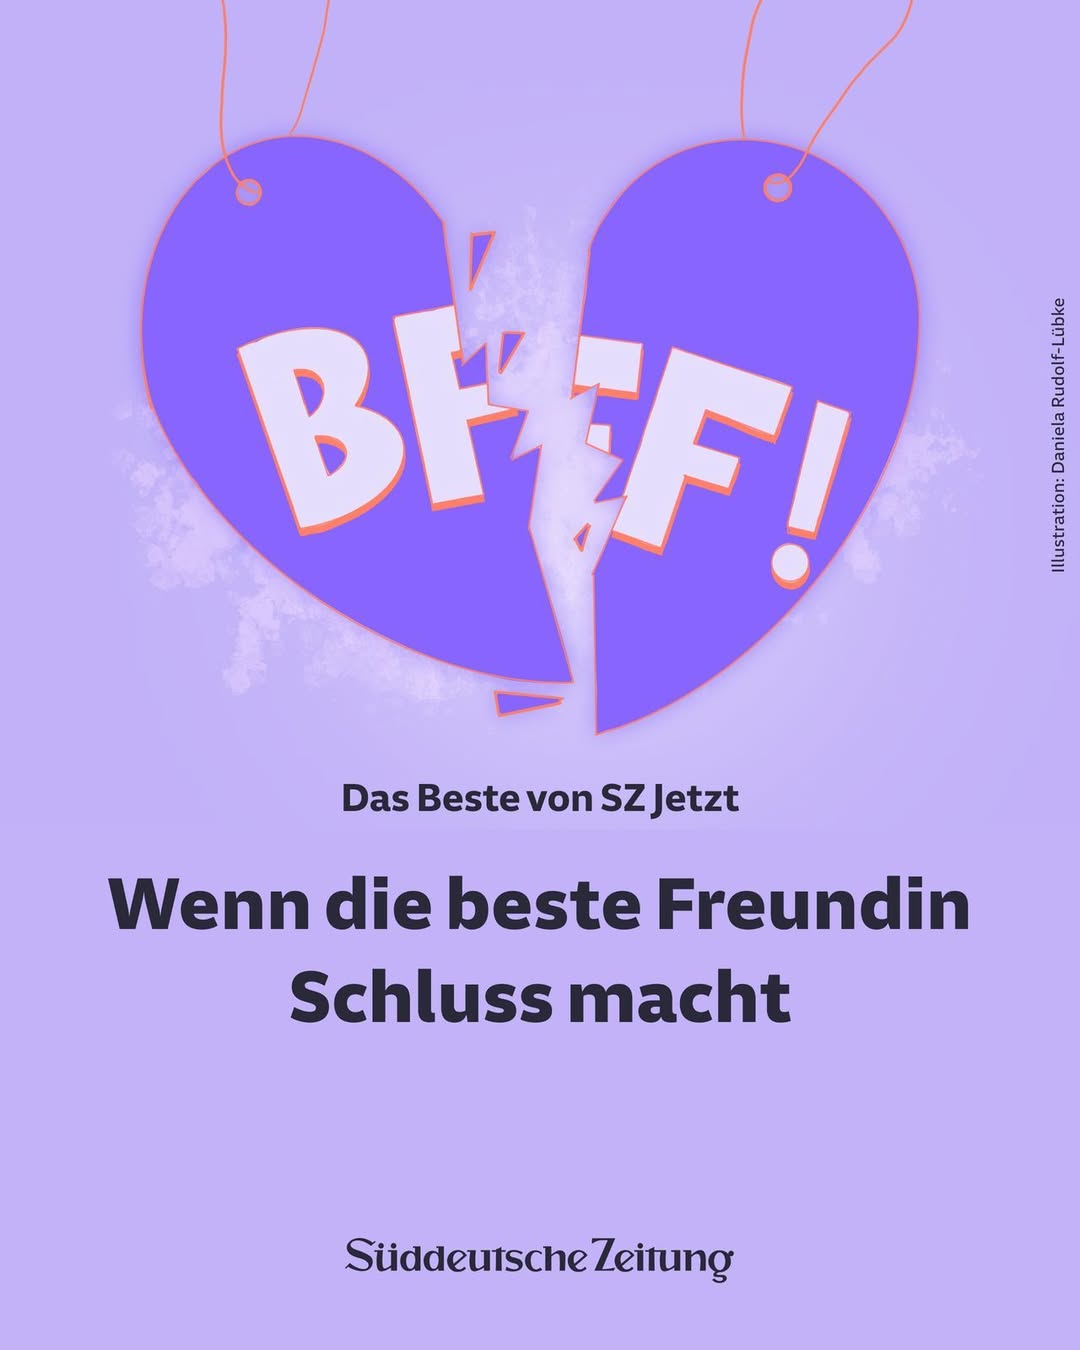 BFF!
Illustration: Daniela Rudolf-Lübke
Das Beste von SZ Jetzt
Wenn die beste Freundin
Schluss macht
Süddeutsche Zeitung